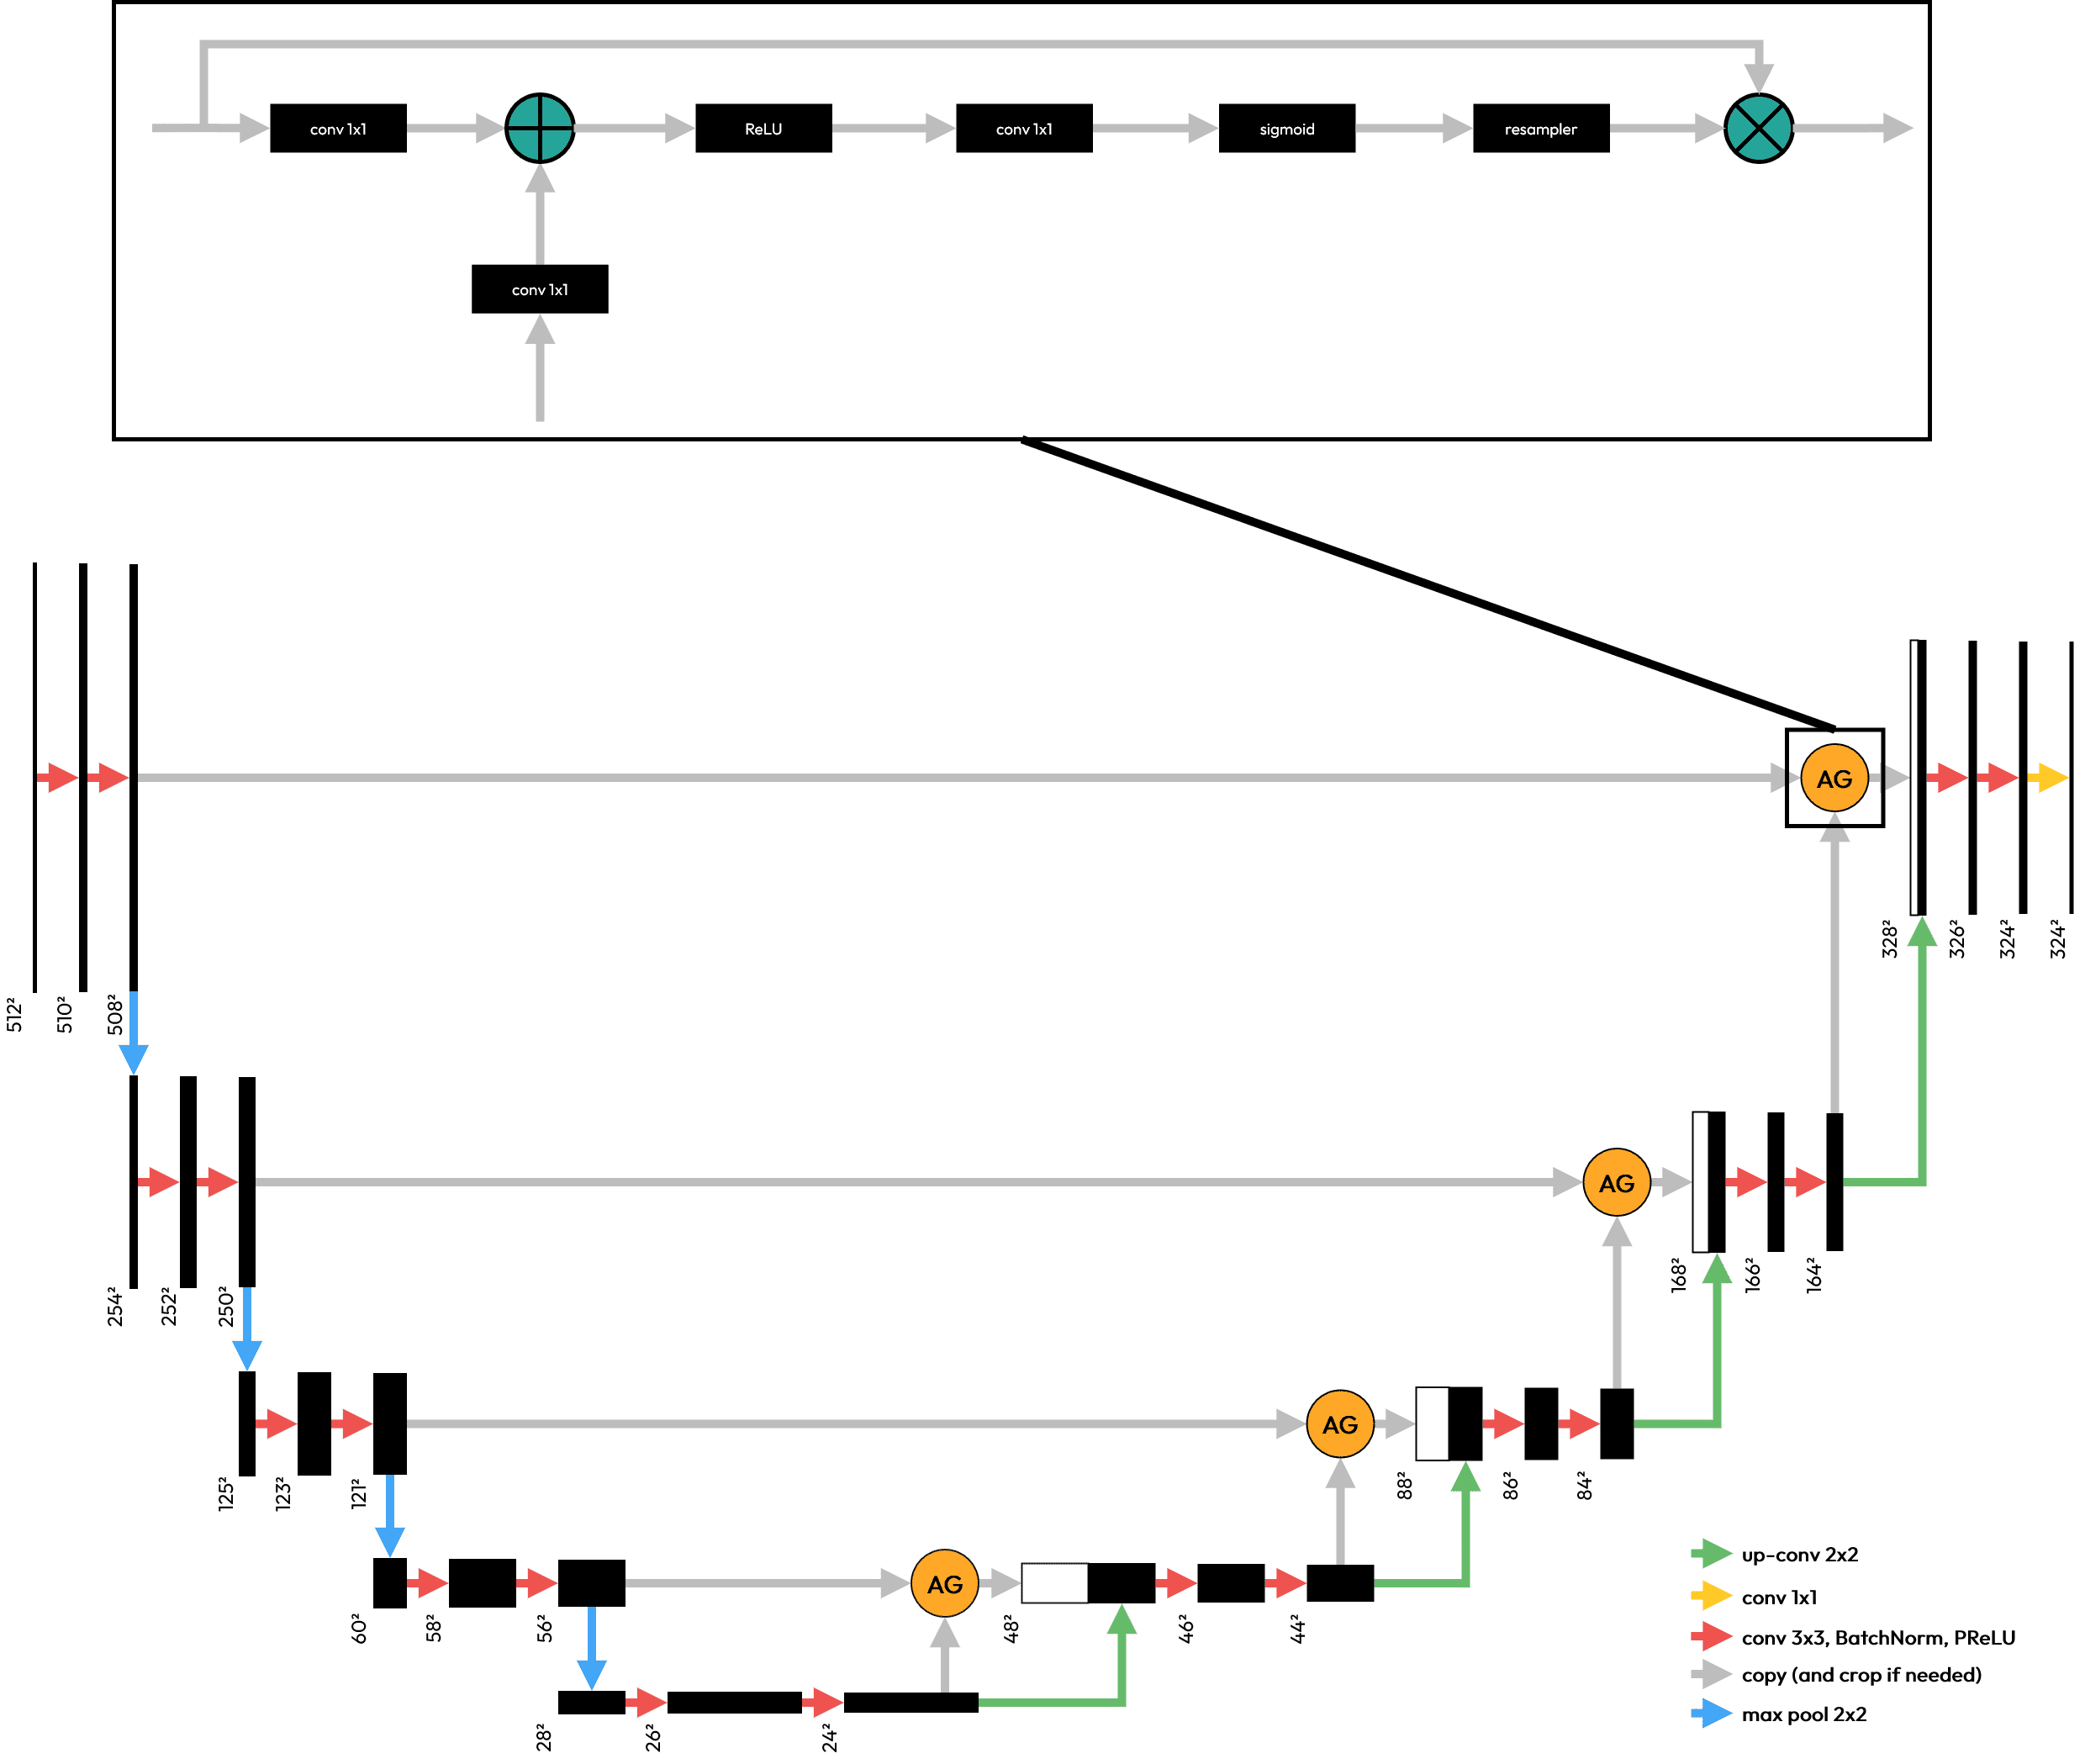 conv 1x1
ReLU
conv 1x1
sigmoid
resampler
conv 1x1
AG
512²
510²
508²
328²
326²
324²
324²
AG
254²
252²
250²
168²
166²
164²
AG
125²
123²
121²
88²
86²
84²
AG
60²
58²
56²
48²
46²
44²
28²
26²
24²
up-conv 2x2
conv 1x1
conv 3x3, BatchNorm, PReLU
copy (and crop if needed)
max pool 2x2